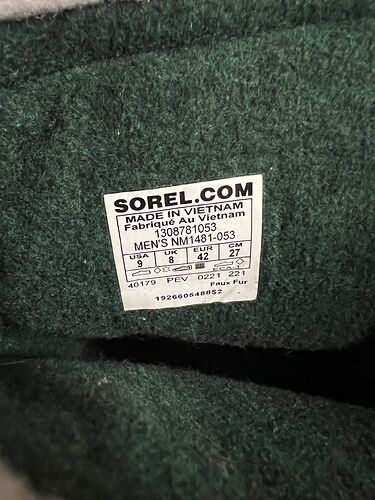 SOREL.COM
MADE IN VIETNAM
Fabriqué Au Vietnam
1308781053
MEN'S NM1481-053
USA UK EUR CM
9 8 42 27
40179 PEV 0221 221
Faux Fur
192660548852